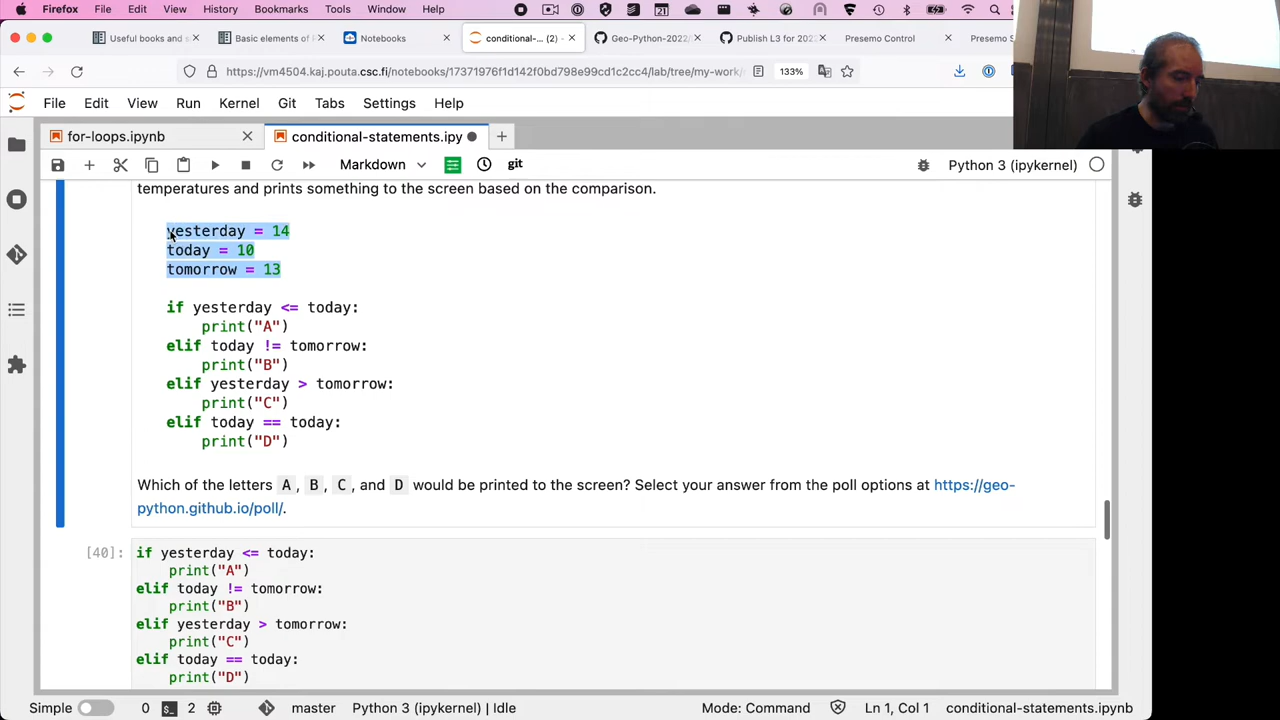 Firefox File Edit View History Bookmarks Tools Window Help
Useful books and s
Basic elements of F
Notebooks
conditional-... (2)
Geo-Python-2022/
Publish L3 for 202
Presemo Control
Presemo S
https://vm4504.kaj.pouta.csc.fi/notebooks/17371976f1d142f0bd798e99cd1c2cc4/lab/tree/my-work/
133%
File Edit View Run Kernel Git Tabs Settings Help
for-loops.ipynb
conditional-statements.ipy
Markdown
git
Python 3 (ipykernel)
temperatures and prints something to the screen based on the comparison.
yesterday = 14
today = 10
tomorrow = 13
if yesterday <= today:
print("A")
elif today != tomorrow:
print("B")
elif yesterday > tomorrow:
print("C")
elif today == today:
print("D")
Which of the letters A, B, C, and D would be printed to the screen? Select your answer from the poll options at https://geo-
python.github.io/poll/.
[40]:
if yesterday <= today:
print("A")
elif today != tomorrow:
print("B")
elif yesterday > tomorrow:
print("C")
elif today == today:
print("D")
Simple 0 2 master Python 3 (ipykernel) | Idle Mode: Command Ln 1, Col 1 conditional-statements.ipynb